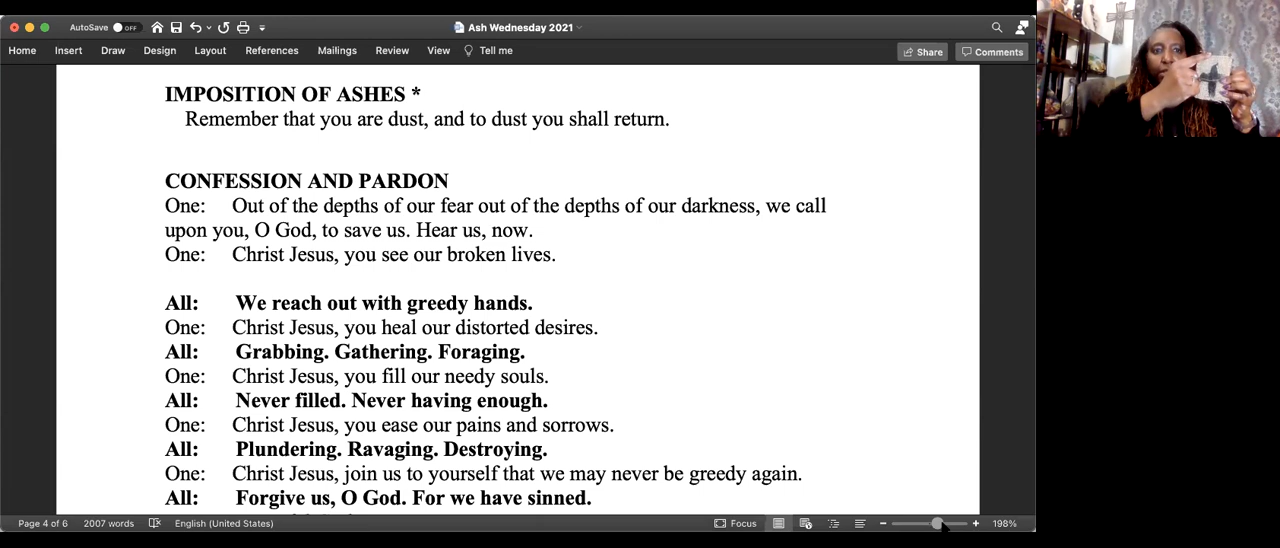 AutoSave OFF
Ash Wednesday 2021
Home Insert Draw Design Layout References Mailings Review View Tell me
Share Comments
IMPOSITION OF ASHES *
Remember that you are dust, and to dust you shall return.
CONFESSION AND PARDON
One: Out of the depths of our fear out of the depths of our darkness, we call
upon you, O God, to save us. Hear us, now.
One: Christ Jesus, you see our broken lives.
All: We reach out with greedy hands.
One: Christ Jesus, you heal our distorted desires.
All: Grabbing. Gathering. Foraging.
One: Christ Jesus, you fill our needy souls.
All: Never filled. Never having enough.
One: Christ Jesus, you ease our pains and sorrows.
All: Plundering. Ravaging. Destroying.
One: Christ Jesus, join us to yourself that we may never be greedy again.
All: Forgive us, O God. For we have sinned.
Page 4 of 6 2007 words English (United States) Focus 198%